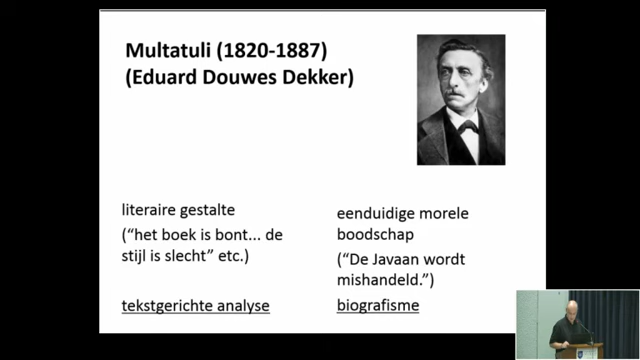 Multatuli (1820-1887)
(Eduard Douwes Dekker)
literaire gestalte
(“het boek is bont... de
stijl is slecht” etc.)
tekstgerichte analyse
eenduidige morele
boodschap
(“De Javaan wordt
mishandeld.”)
biografisme